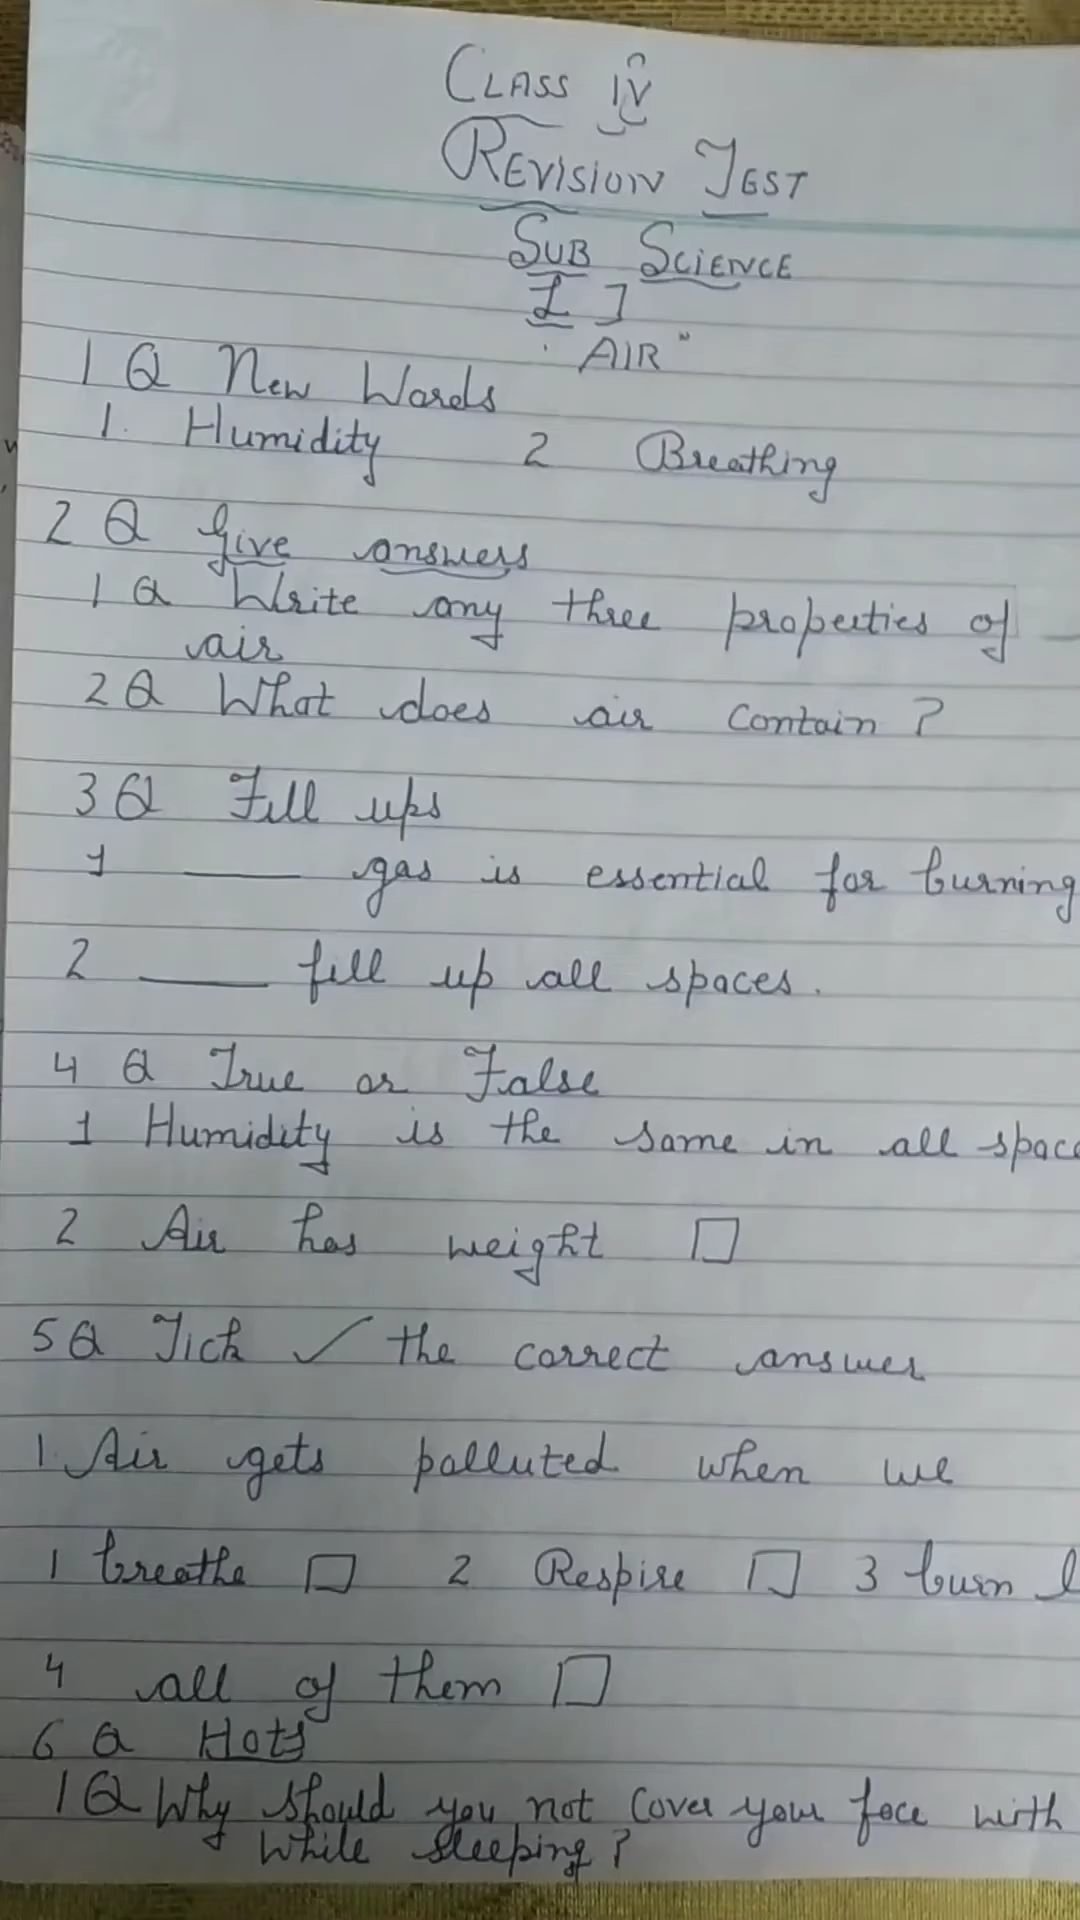 CLASS IV
REVISION TEST
SUB SCIENCE
"AIR"
1 Q New Words
1. Humidity 2 Breathing
2 Q Give answers
1 Q Write any three properties of
air
2 Q What does air contain ?
3 Q Fill ups
1 ____ gas is essential for burning
2 ____ fill up all spaces.
4 Q True or False
1 Humidity is the same in all
2 Air has weight
5 Q Tick ✓ the correct answer
1. Air gets polluted when we
1 breathe 2 Respire 3 burn
4 all of them
6 Q Hots
1 Q Why should you not cover your face with
while sleeping ?